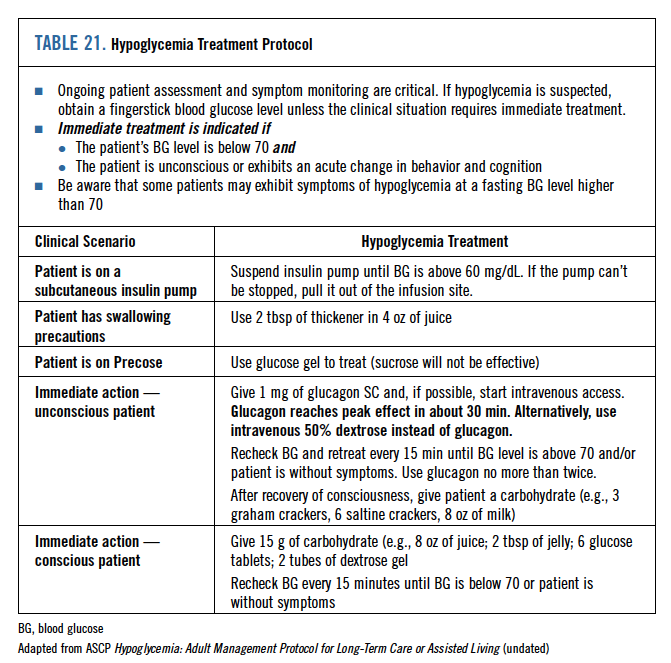 TABLE 21. Hypoglycemia Treatment Protocol
■ Ongoing patient assessment and symptom monitoring are critical. If hypoglycemia is suspected,
obtain a fingerstick blood glucose level unless the clinical situation requires immediate treatment.
■ Immediate treatment is indicated if
● The patient's BG level is below 70 and
● The patient is unconscious or exhibits an acute change in behavior and cognition
■ Be aware that some patients may exhibit symptoms of hypoglycemia at a fasting BG level higher
than 70
Clinical Scenario
Hypoglycemia Treatment
Patient is on a
subcutaneous insulin pump
Suspend insulin pump until BG is above 60 mg/dL. If the pump can't
be stopped, pull it out of the infusion site.
Patient has swallowing
precautions
Use 2 tbsp of thickener in 4 oz of juice
Patient is on Precose
Use glucose gel to treat (sucrose will not be effective)
Immediate action —
unconscious patient
Give 1 mg of glucagon SC and, if possible, start intravenous access.
Glucagon reaches peak effect in about 30 min. Alternatively, use
intravenous 50% dextrose instead of glucagon.
Recheck BG and retreat every 15 min until BG level is above 70 and/or
patient is without symptoms. Use glucagon no more than twice.
After recovery of consciousness, give patient a carbohydrate (e.g., 3
graham crackers, 6 saltine crackers, 8 oz of milk)
Immediate action —
conscious patient
Give 15 g of carbohydrate (e.g., 8 oz of juice; 2 tbsp of jelly; 6 glucose
tablets; 2 tubes of dextrose gel
Recheck BG every 15 minutes until BG is below 70 or patient is
without symptoms
BG, blood glucose
Adapted from ASCP Hypoglycemia: Adult Management Protocol for Long-Term Care or Assisted Living (undated)